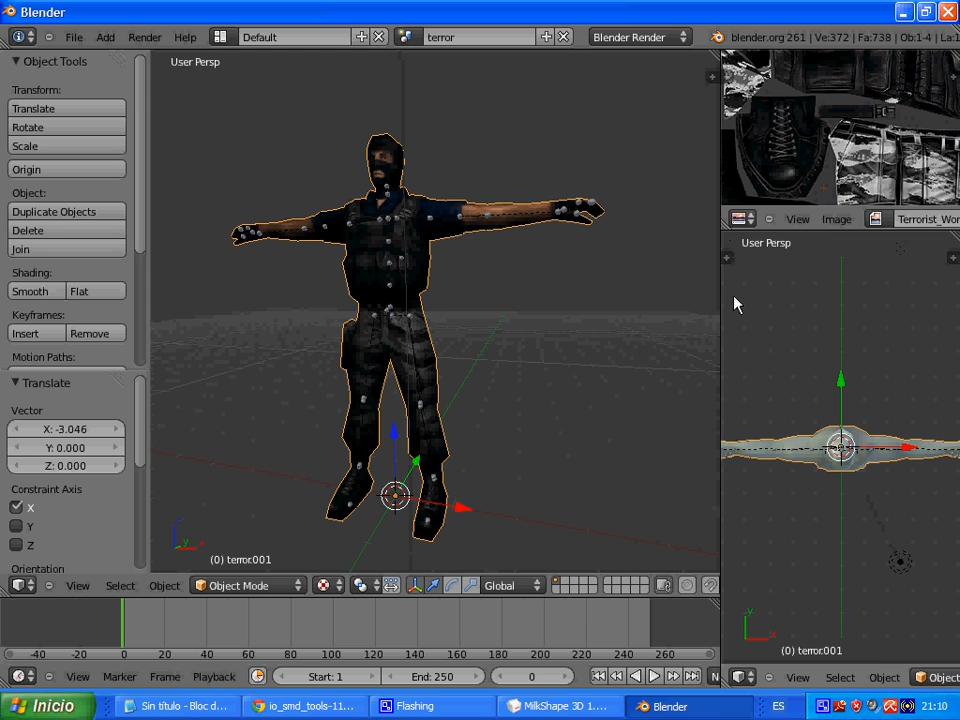 Blender
File Add Render Help Default terror Blender Render blender.org 261 | Ve:372 | Fa:738 | Ob:1-4 | La:1
Object Tools
Transform:
Translate
Rotate
Scale
Origin
Object:
Duplicate Objects
Delete
Join
Shading:
Smooth Flat
Keyframes:
Insert Remove
Motion Paths:
Translate
Vector
X: -3.046
Y: 0.000
Z: 0.000
Constraint Axis
X
Y
Z
Orientation
User Persp
(0) terror.001
View Select Object Object Mode Global
View Image Terrorist_Wor
User Persp
(0) terror.001
View Select Object Object
-40 -20 0 20 40 60 80 100 120 140 160 180 200 220 240 260
View Marker Frame Playback Start: 1 End: 250 0 N
Inicio Sin título - Bloc d... io_smd_tools-11... Flashing MilkShape 3D 1.... Blender ES 21:10